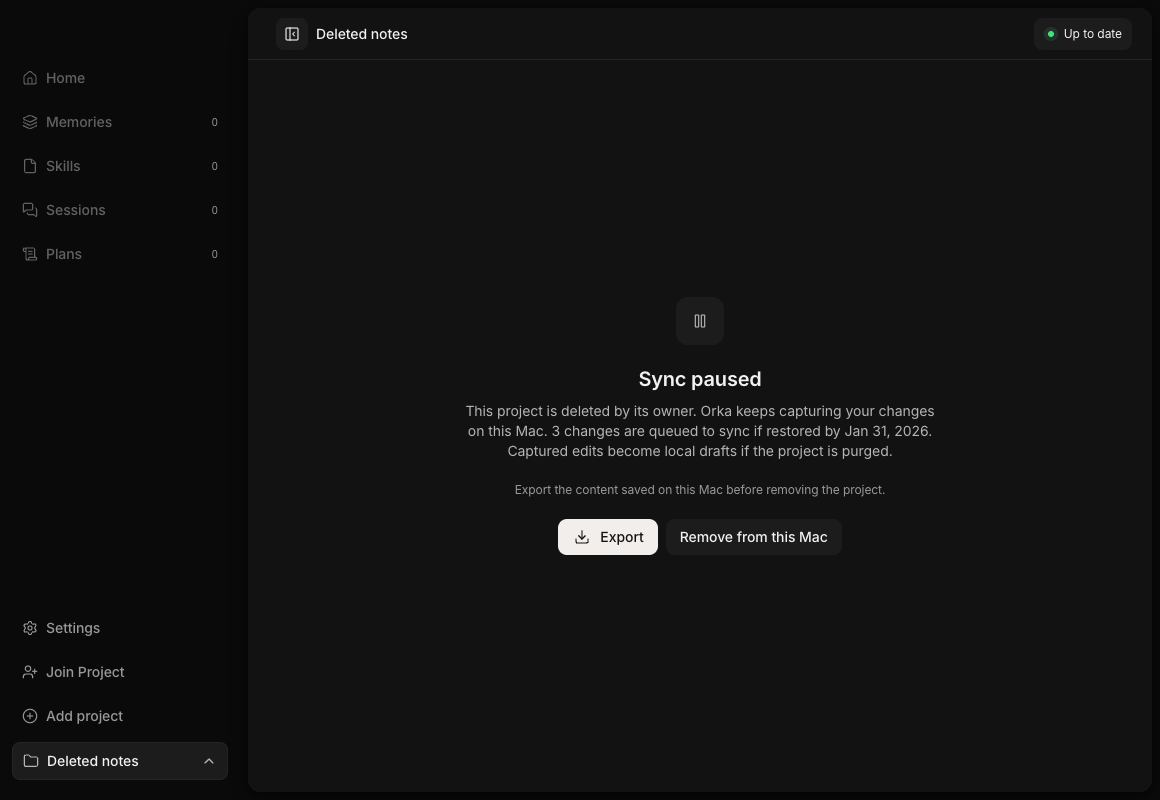 Deleted notes
Up to date
Home
Memories 0
Skills 0
Sessions 0
Plans 0
Sync paused
This project is deleted by its owner. Orka keeps capturing your changes
on this Mac. 3 changes are queued to sync if restored by Jan 31, 2026.
Captured edits become local drafts if the project is purged.
Export the content saved on this Mac before removing the project.
Export
Remove from this Mac
Settings
Join Project
Add project
Deleted notes